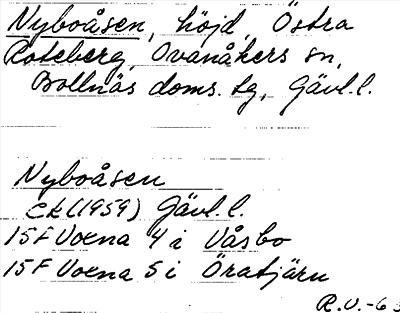 Nyboåsen, höjd, Östra
Roteberg, Ovanåkers sn,
Bollnäs doms. tg, Gävl.l.
Nyboåsen
ek (1959) Gävl.l.
15F Voxna 4 i Våsbo
15F Voxna 5 i Öratjärn
R.V.-63